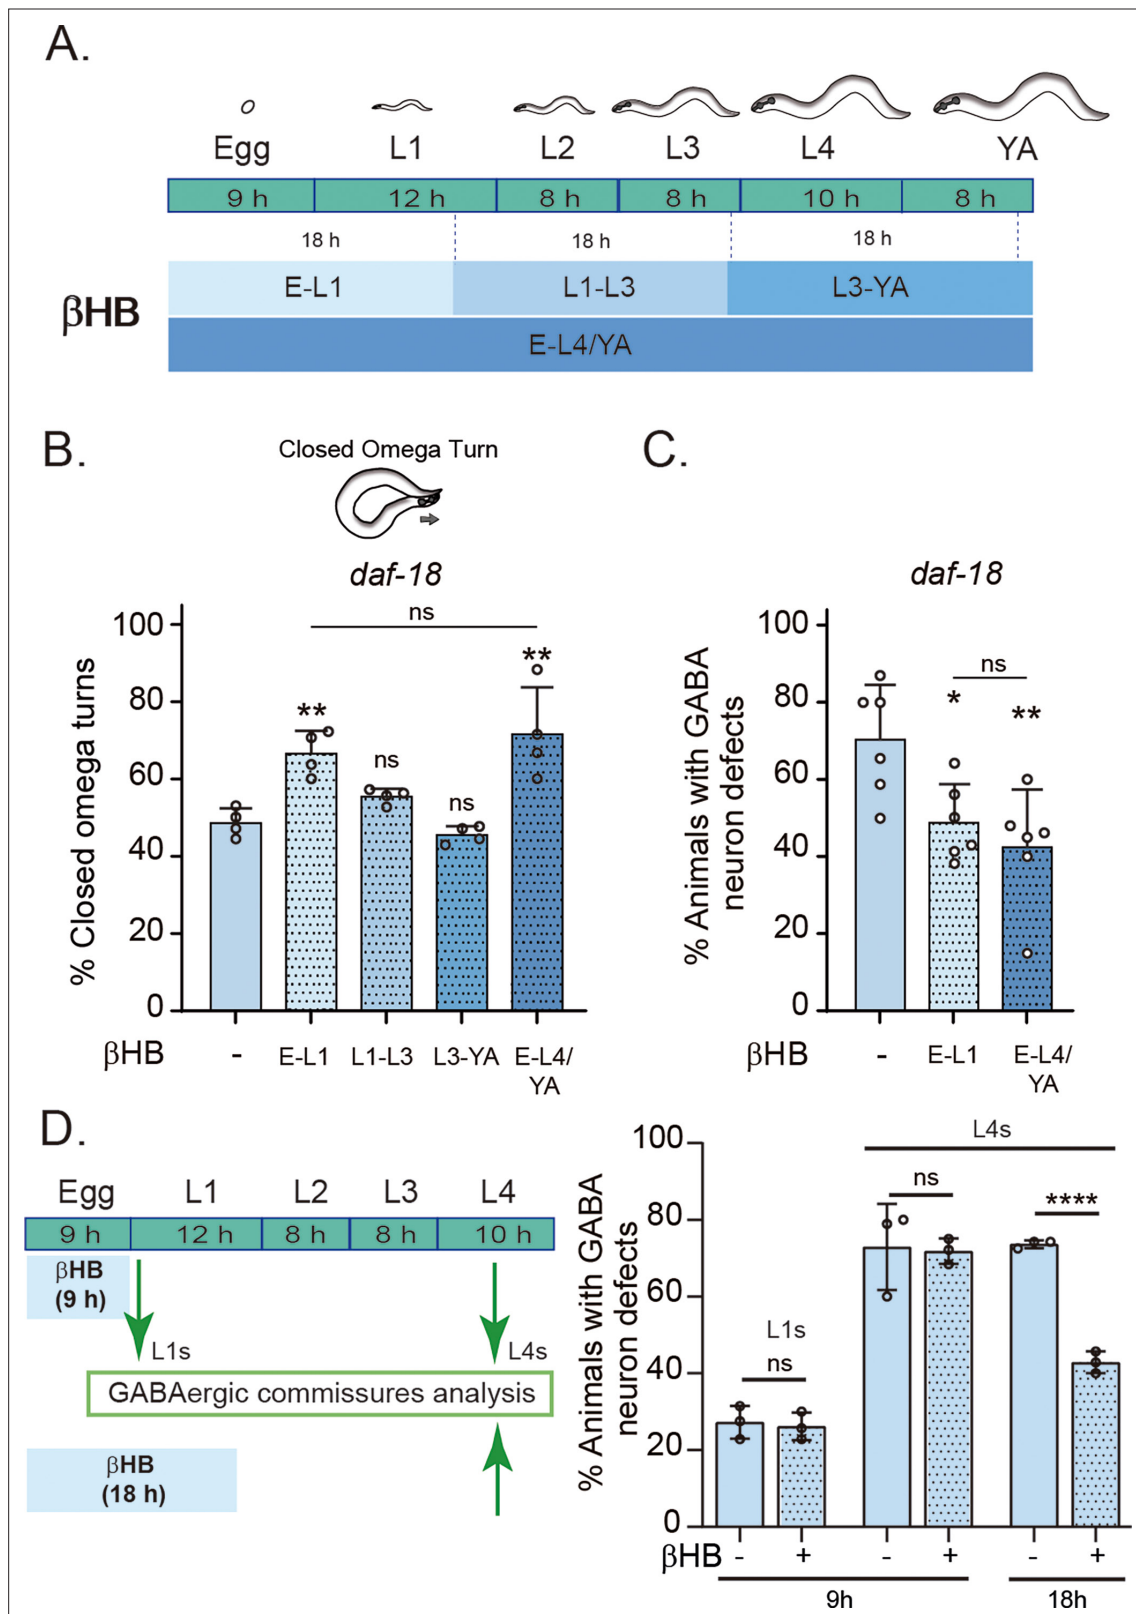 A.
Egg L1 L2 L3 L4 YA
9 h 12 h 8 h 8 h 10 h 8 h
18 h 18 h 18 h
βHB
E-L1 L1-L3 L3-YA
E-L4/YA
B.
Closed Omega Turn
daf-18
% Closed omega turns
100
80
60
40
20
0
** ns ns ns **
βHB - E-L1 L1-L3 L3-YA E-L4/
YA
C.
daf-18
% Animals with GABA
neuron defects
100
80
60
40
20
0
ns
* **
βHB - E-L1 E-L4/
YA
D.
Egg L1 L2 L3 L4
9 h 12 h 8 h 8 h 10 h
βHB
(9 h)
L1s L4s
GABAergic commissures analysis
βHB
(18 h)
% Animals with GABA
neuron defects
100
80
60
40
20
0
L4s
ns
****
L1s
ns
βHB - + - + - +
9h 18h